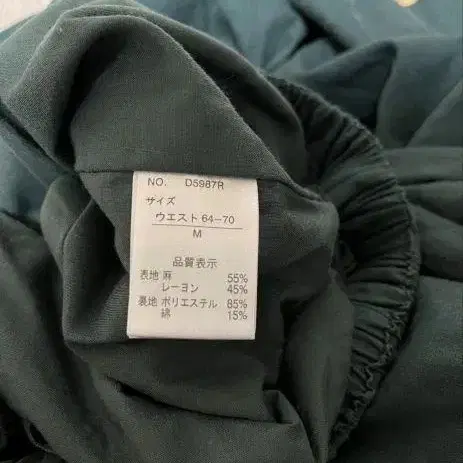 NO. D5987R
サイズ
ウエスト 64-70
M
品質表示
表地 麻 55%
レーヨン 45%
裏地 ポリエステル 85%
綿 15%